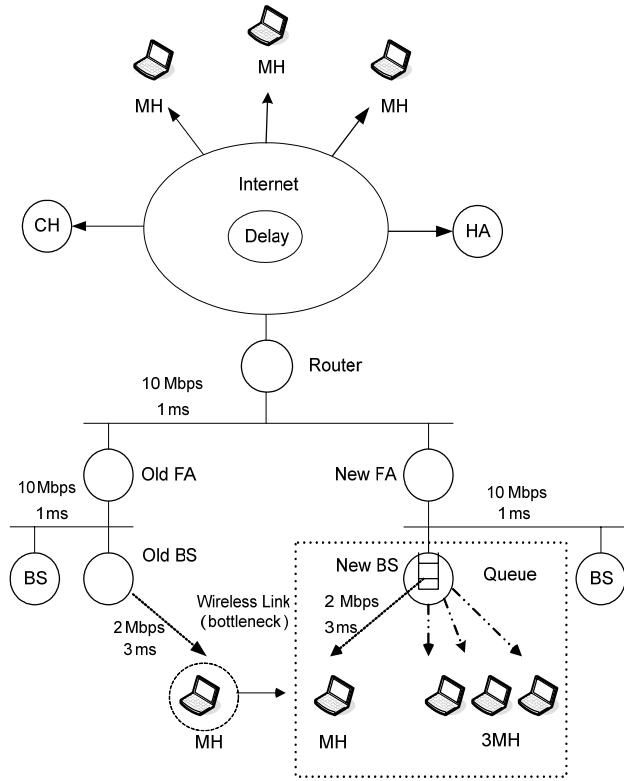 MH
MH
MH
Internet
Delay
CH
HA
Router
10 Mbps
1 ms
Old FA
New FA
10 Mbps
1 ms
10 Mbps
1 ms
Old BS
New BS
Queue
BS
BS
Wireless Link
(bottleneck)
2 Mbps
3 ms
2 Mbps
3 ms
MH
MH
3MH